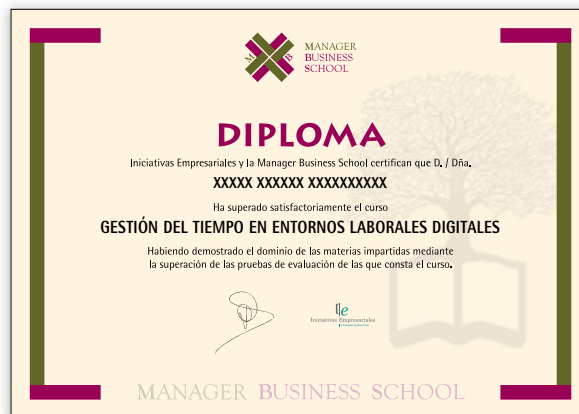 M B
MANAGER
BUSINESS
SCHOOL
DIPLOMA
Iniciativas Empresariales y la Manager Business School certifican que D. / Dña.
XXXXX XXXXXX XXXXXXXXXX
Ha superado satisfactoriamente el curso
GESTIÓN DEL TIEMPO EN ENTORNOS LABORALES DIGITALES
Habiendo demostrado el dominio de las materias impartidas mediante
la superación de las pruebas de evaluación de las que consta el curso.
Iniciativas Empresariales
MANAGER BUSINESS SCHOOL